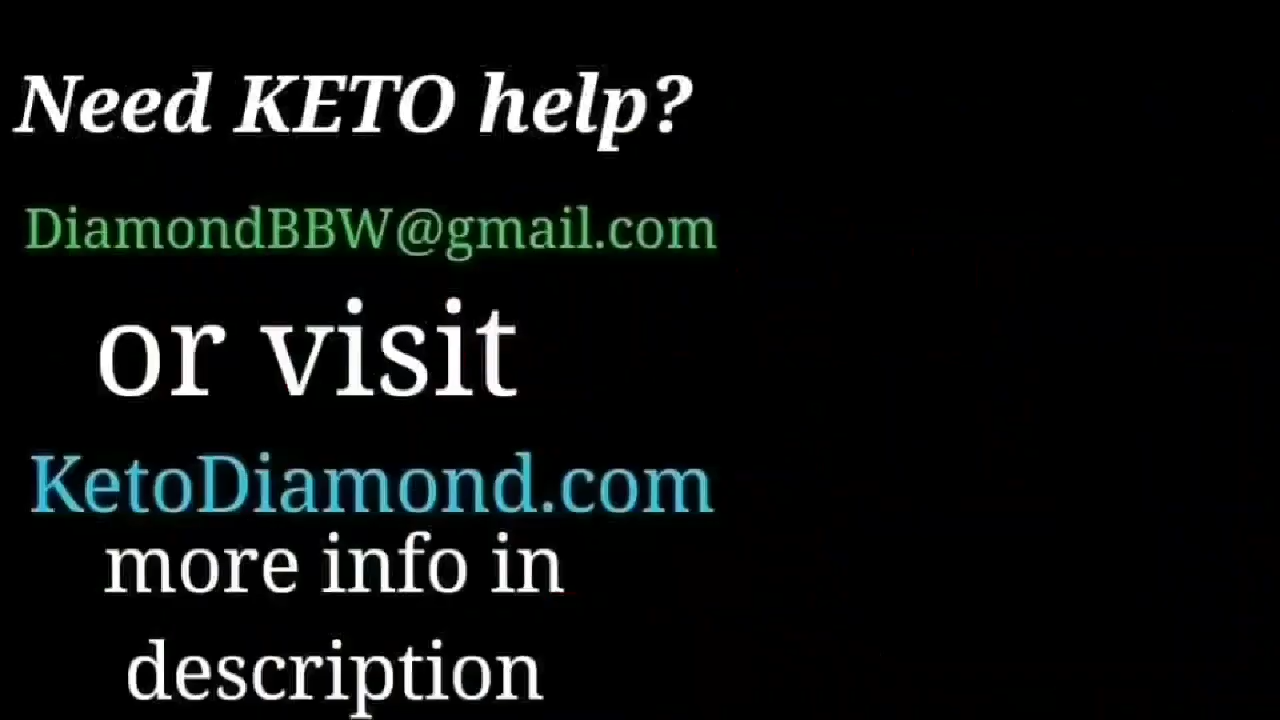 Need KETO help?
DiamondBBW@gmail.com
or visit
KetoDiamond.com
more info in
description